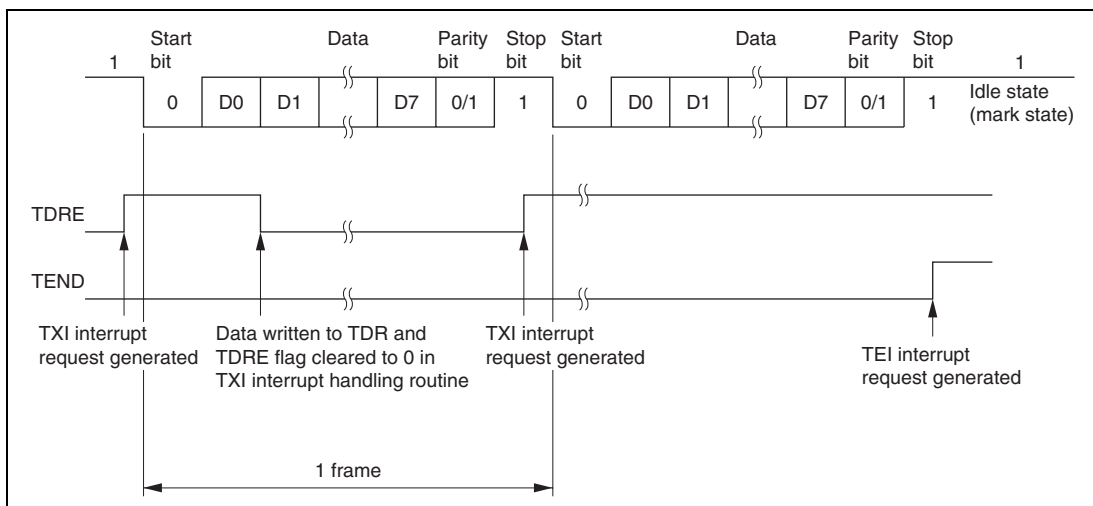 Start bit Data Parity bit Stop bit Start bit Data Parity bit Stop bit
1 1
0 D0 D1 D7 0/1 1 0 D0 D1 D7 0/1 1 Idle state (mark state)
TDRE
TEND
TXI interrupt
request generated
Data written to TDR and
TDRE flag cleared to 0 in
TXI interrupt handling routine
TXI interrupt
request generated
TEI interrupt
request generated
1 frame